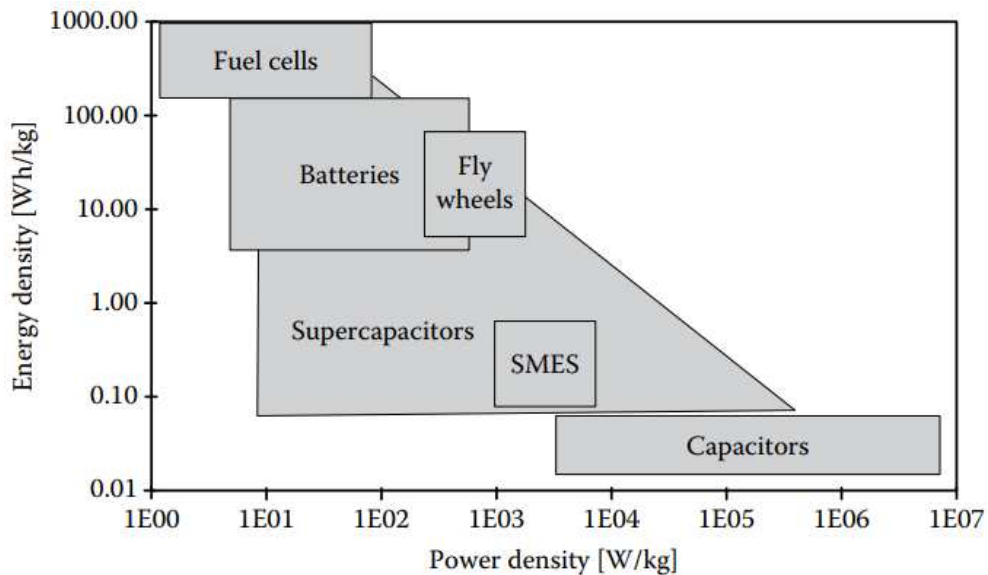 Energy density [Wh/kg]
1000.00
100.00
10.00
1.00
0.10
0.01
Fuel cells
Batteries
Fly
wheels
Supercapacitors
SMES
Capacitors
1E00 1E01 1E02 1E03 1E04 1E05 1E06 1E07
Power density [W/kg]